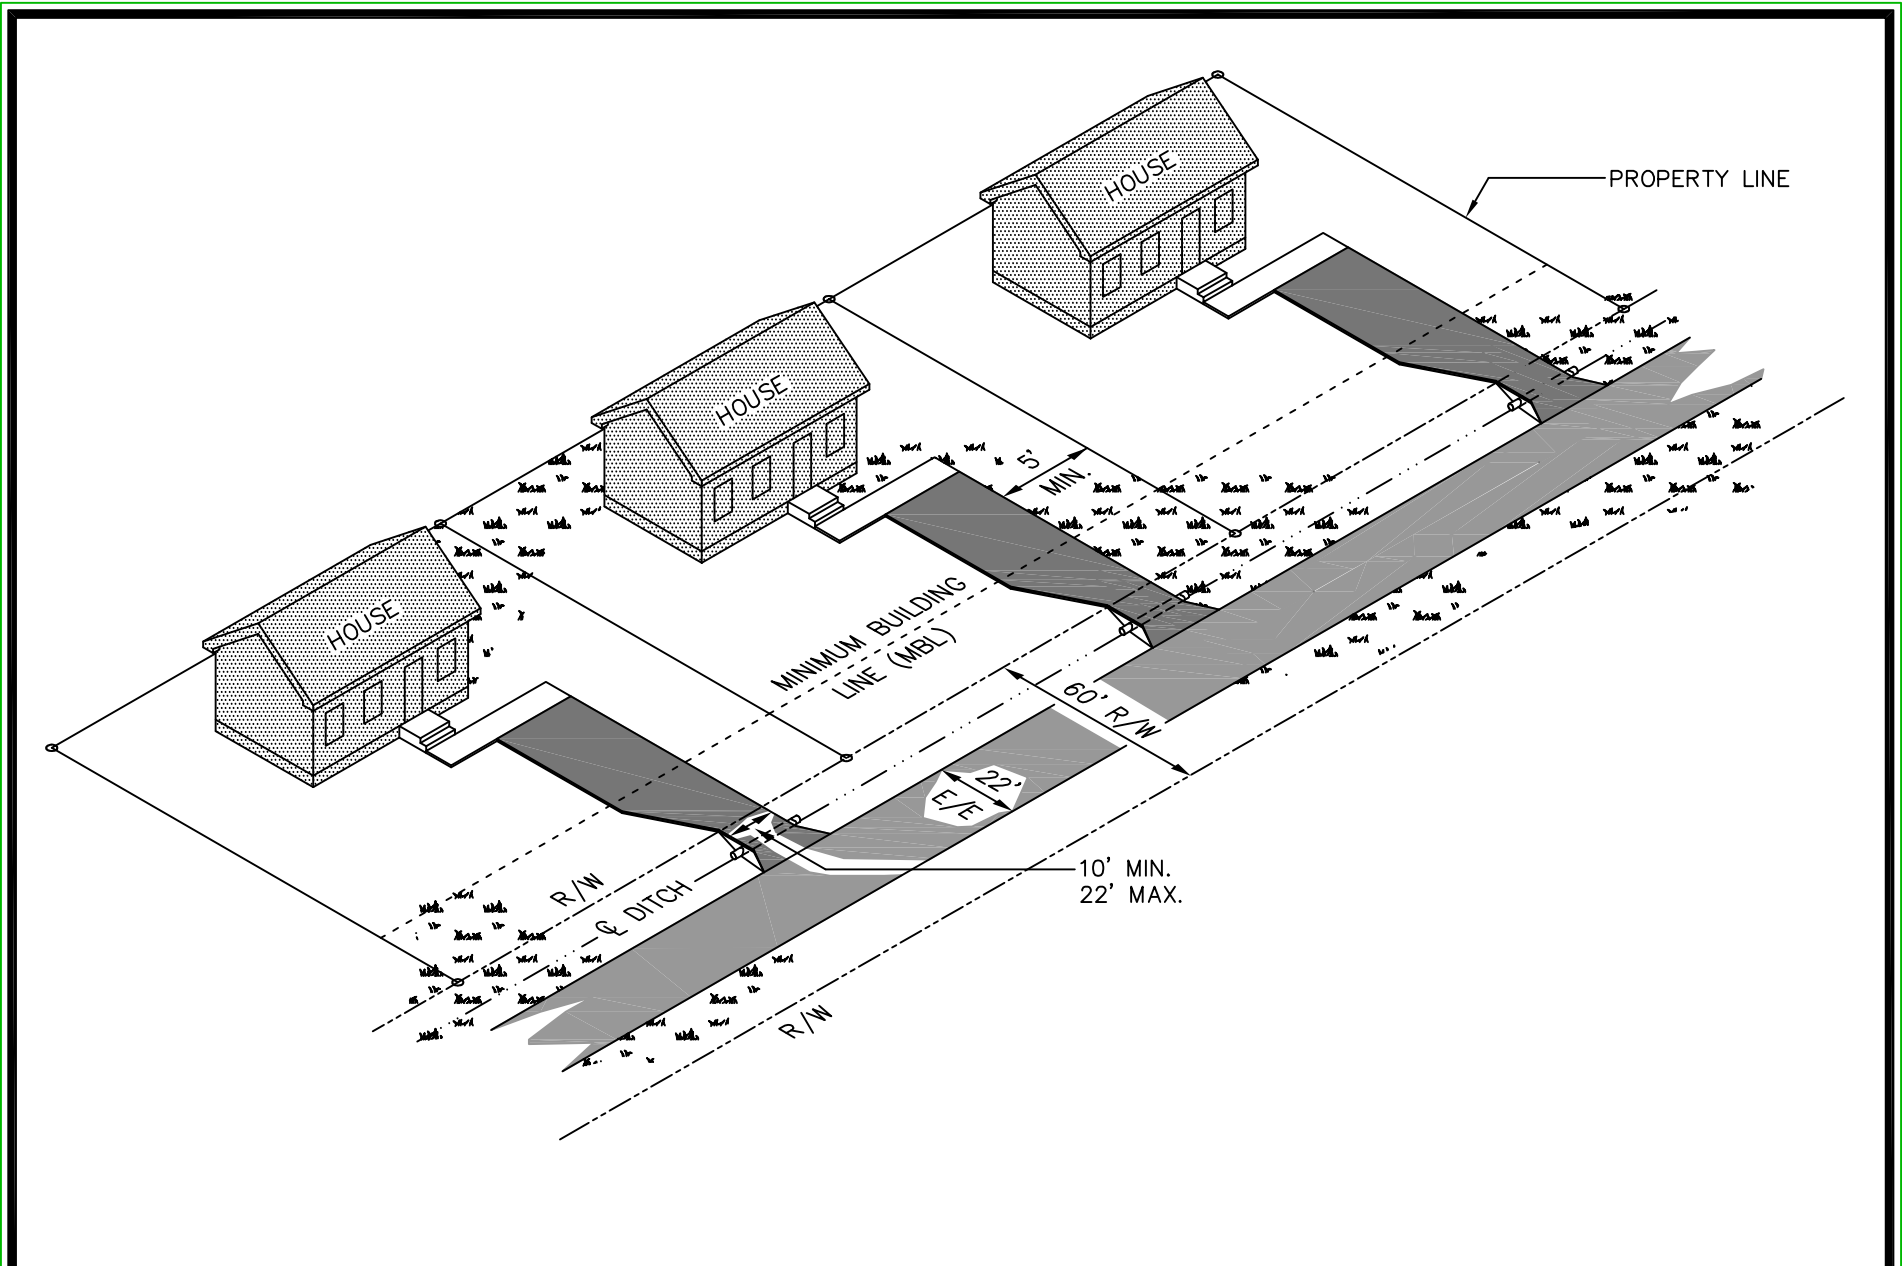 HOUSE
PROPERTY LINE
HOUSE
5'
MIN.
HOUSE
MINIMUM BUILDING
LINE (MBL)
60' R/W
22'
E/E
10' MIN.
22' MAX.
R/W
℄ DITCH
R/W